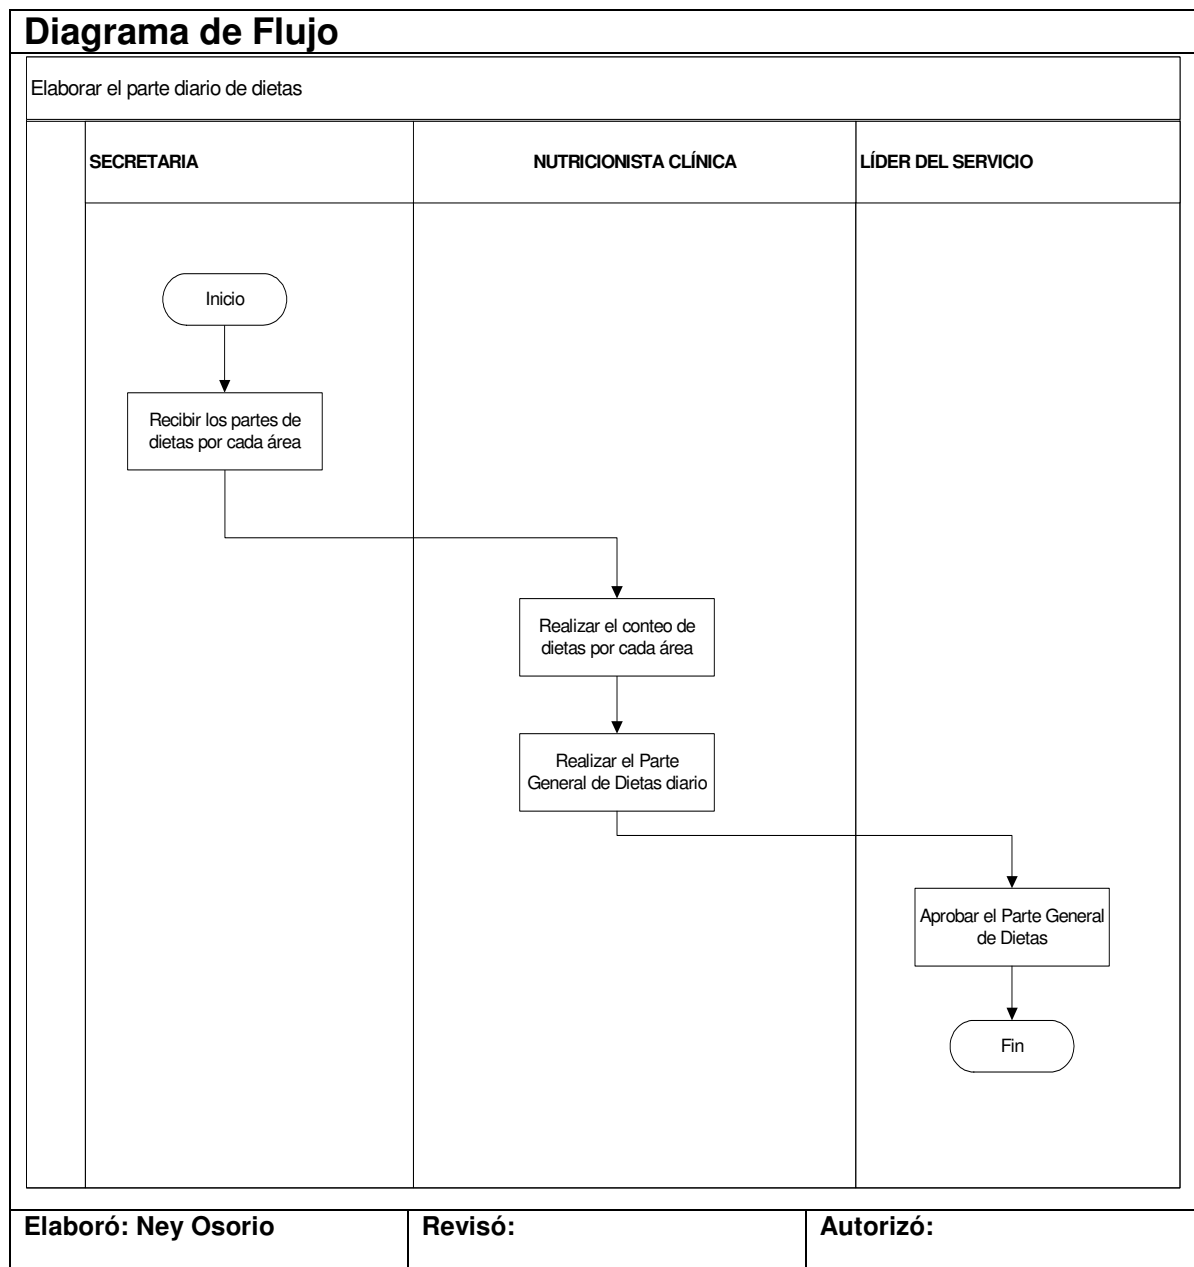 Diagrama de Flujo
Elaborar el parte diario de dietas
SECRETARIA
NUTRICIONISTA CLÍNICA
LÍDER DEL SERVICIO
Inicio
Recibir los partes de
dietas por cada área
Realizar el conteo de
dietas por cada área
Realizar el Parte
General de Dietas diario
Aprobar el Parte General
de Dietas
Fin
Elaboró: Ney Osorio
Revisó:
Autorizó: